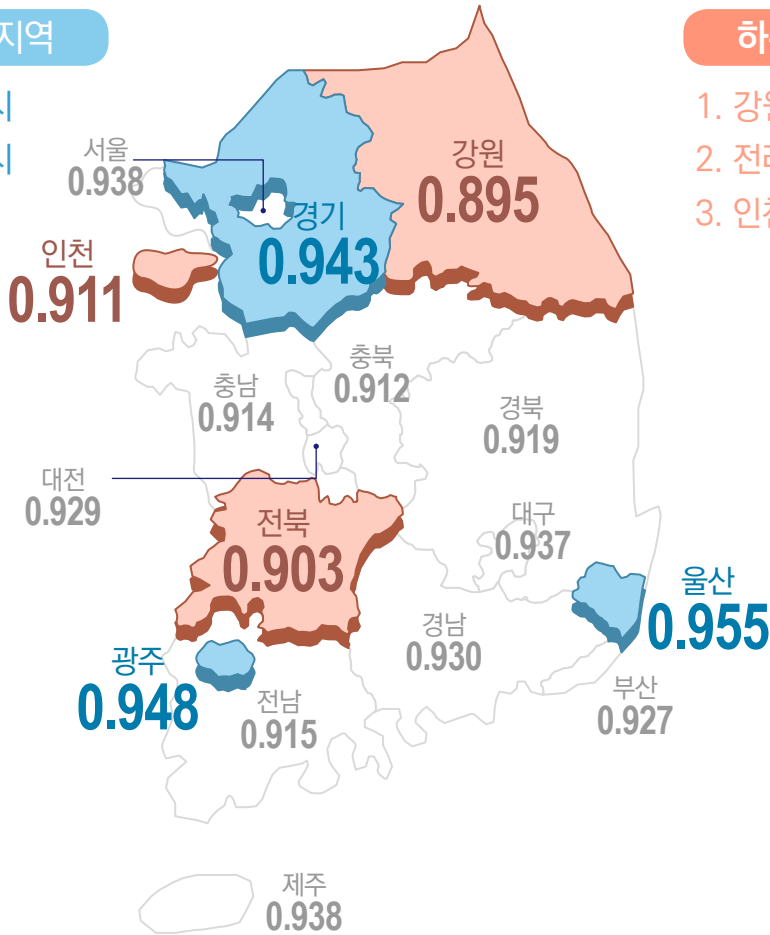 지역
시
시
하
1. 강원
2. 전라
3. 인천
서울
0.938
강원
0.895
경기
0.943
인천
0.911
충북
0.912
충남
0.914
경북
0.919
대전
0.929
대구
0.937
전북
0.903
울산
0.955
경남
0.930
광주
0.948
전남
0.915
부산
0.927
제주
0.938